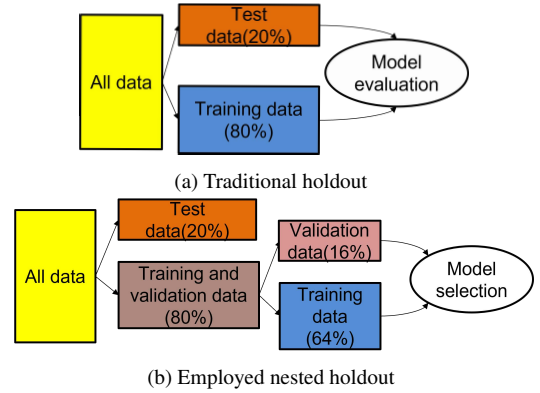 All data
Test
data(20%)
Training data
(80%)
Model
evaluation
(a) Traditional holdout
All data
Test
data(20%)
Training and
validation data
(80%)
Validation
data(16%)
Training
data
(64%)
Model
selection
(b) Employed nested holdout